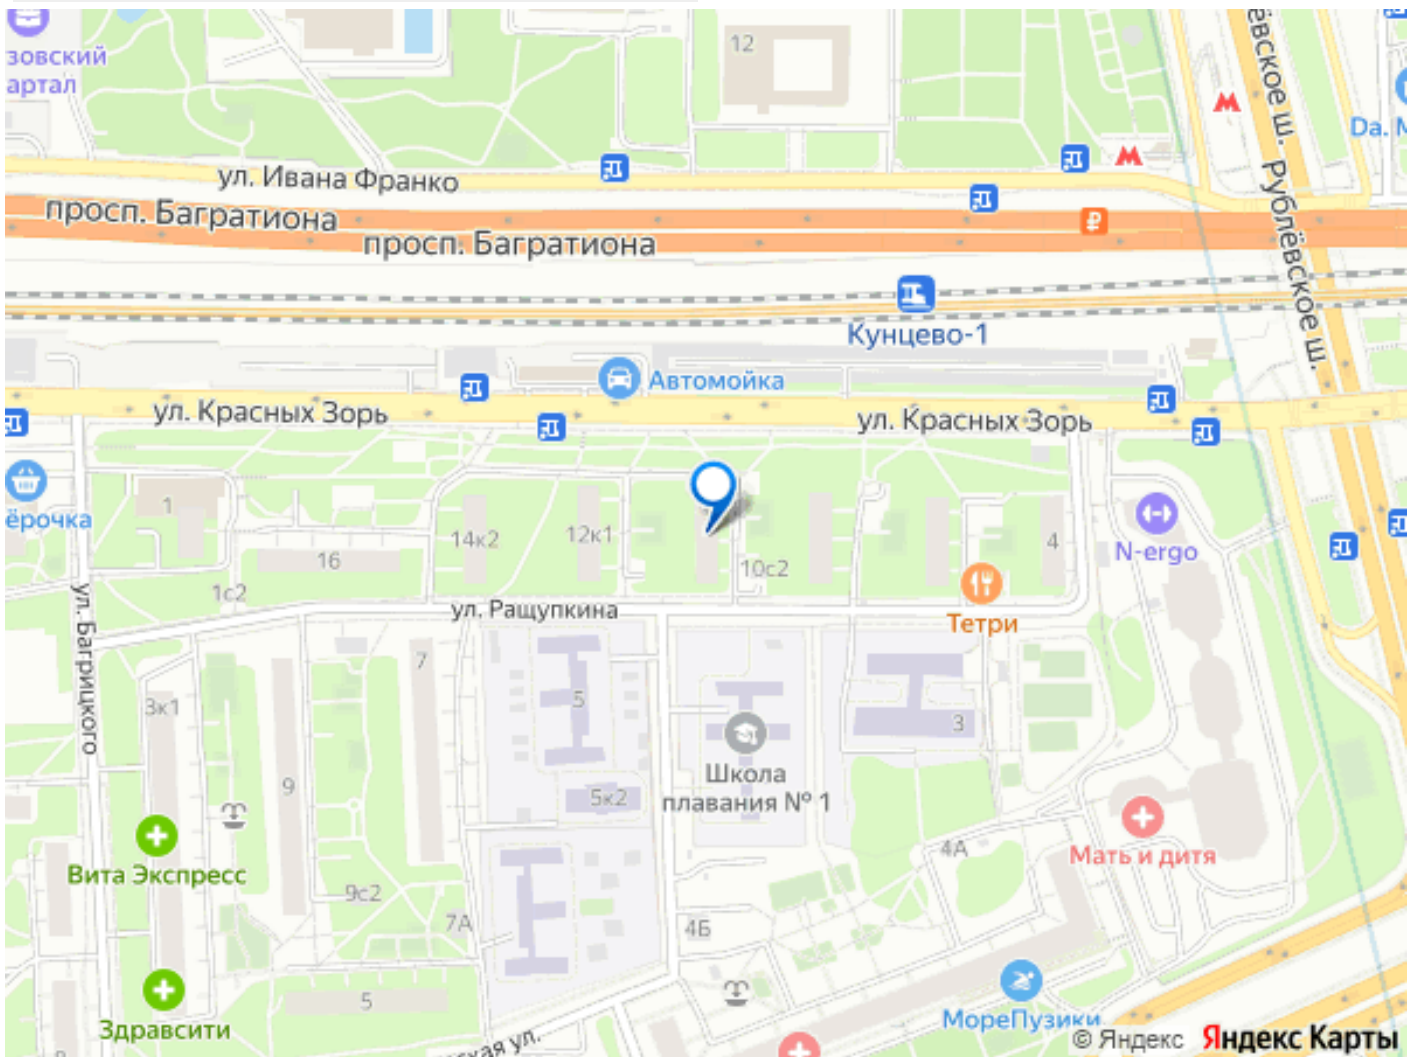 зовский
артал
12
ёвское ш.
Da. M
ул. Ивана Франко
просп. Багратиона
просп. Багратиона
Рублёвское ш.
Кунцево-1
Автомойка
ул. Красных Зорь
ул. Красных Зорь
ёрочка
1
16
14к2
12к1
10с2
4
N-ergo
1с2
ул. Ращупкина
Тетри
ул. Багрицкого
7
3к1
5
3
9
Школа
плавания № 1
5к2
Вита Экспресс
4А
Мать и дитя
9с2
7А
4Б
5
Здравсити
МореПузики
ская ул.
© Яндекс Яндекс Карты